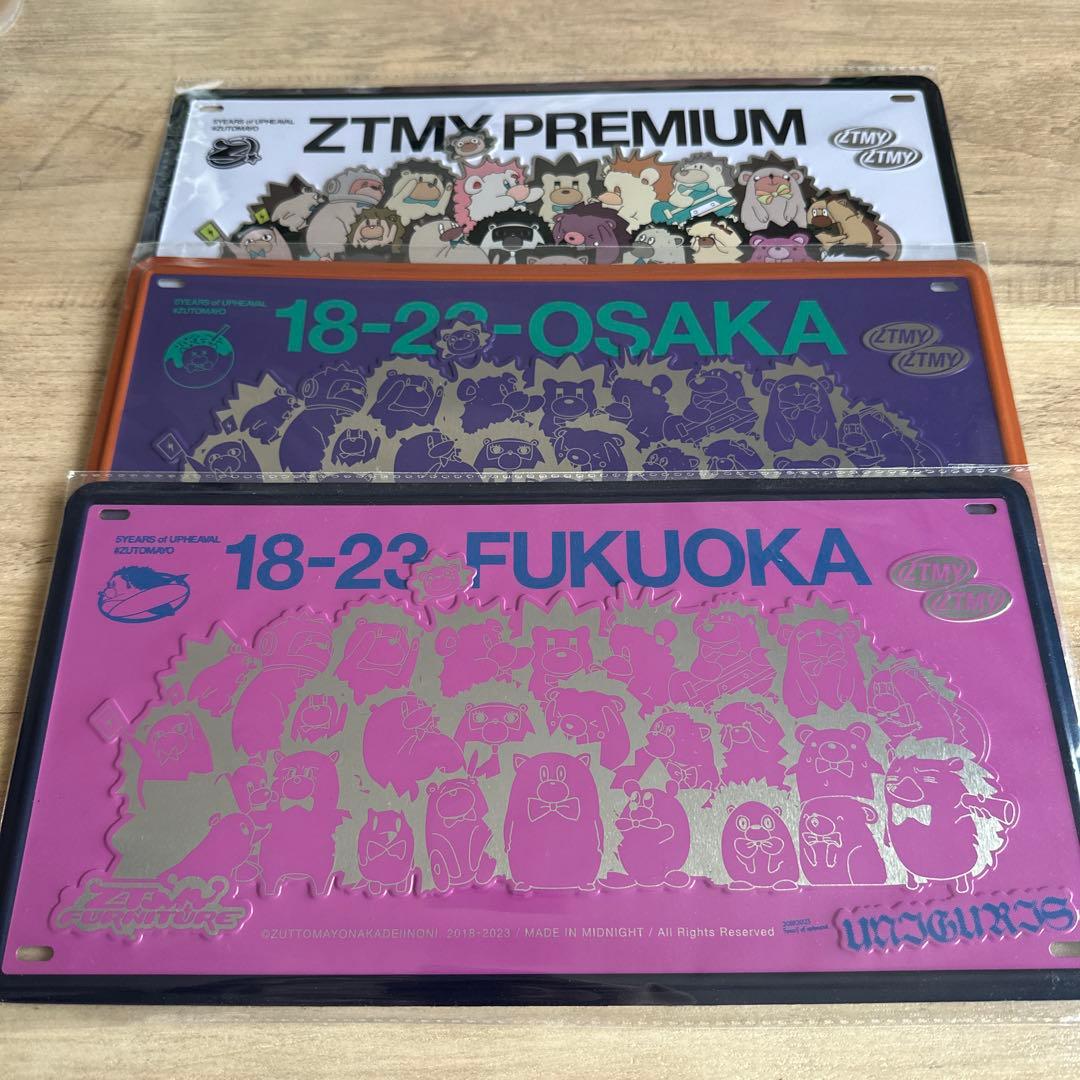 5YEARS of UPHEAVAL
#ZUTOMAYO
ZTMY PREMIUM
ZTMY
ZTMY
5YEARS of UPHEAVAL
#ZUTOMAYO
18-23-OSAKA
ZTMY
ZTMY
5YEARS of UPHEAVAL
#ZUTOMAYO
18-23 FUKUOKA
ZTMY
ZTMY
ZTMY
FURNITURE
©ZUTTOMAYONAKADEIINONI. 2018-2023 / MADE IN MIDNIGHT / All Rights Reserved
UNIGURIS